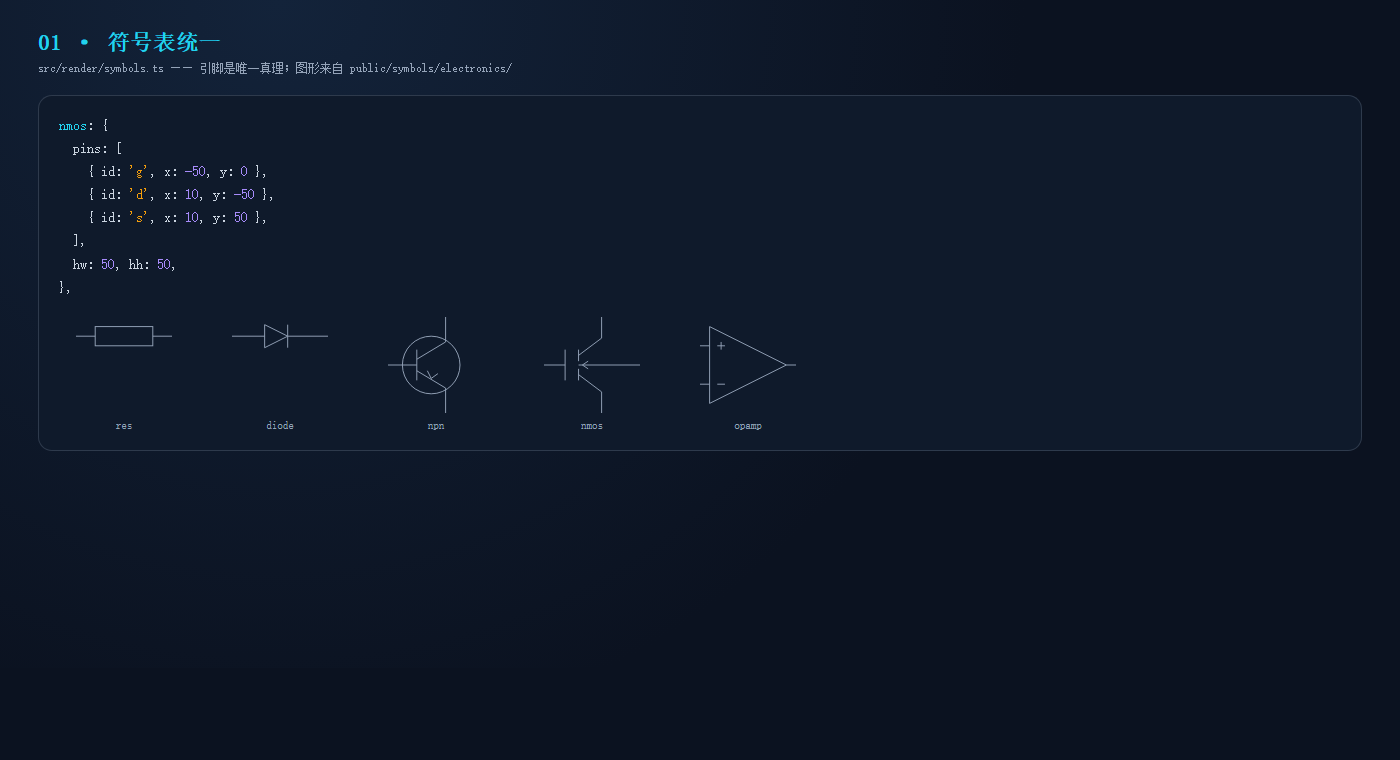 01 • 符号表统一
src/render/symbols.ts —— 引脚是唯一真理；图形来自 public/symbols/electronics/
nmos: {
  pins: [
    { id: 'g', x: -50, y: 0 },
    { id: 'd', x: 10, y: -50 },
    { id: 's', x: 10, y: 50 },
  ],
  hw: 50, hh: 50,
},
res diode npn nmos opamp